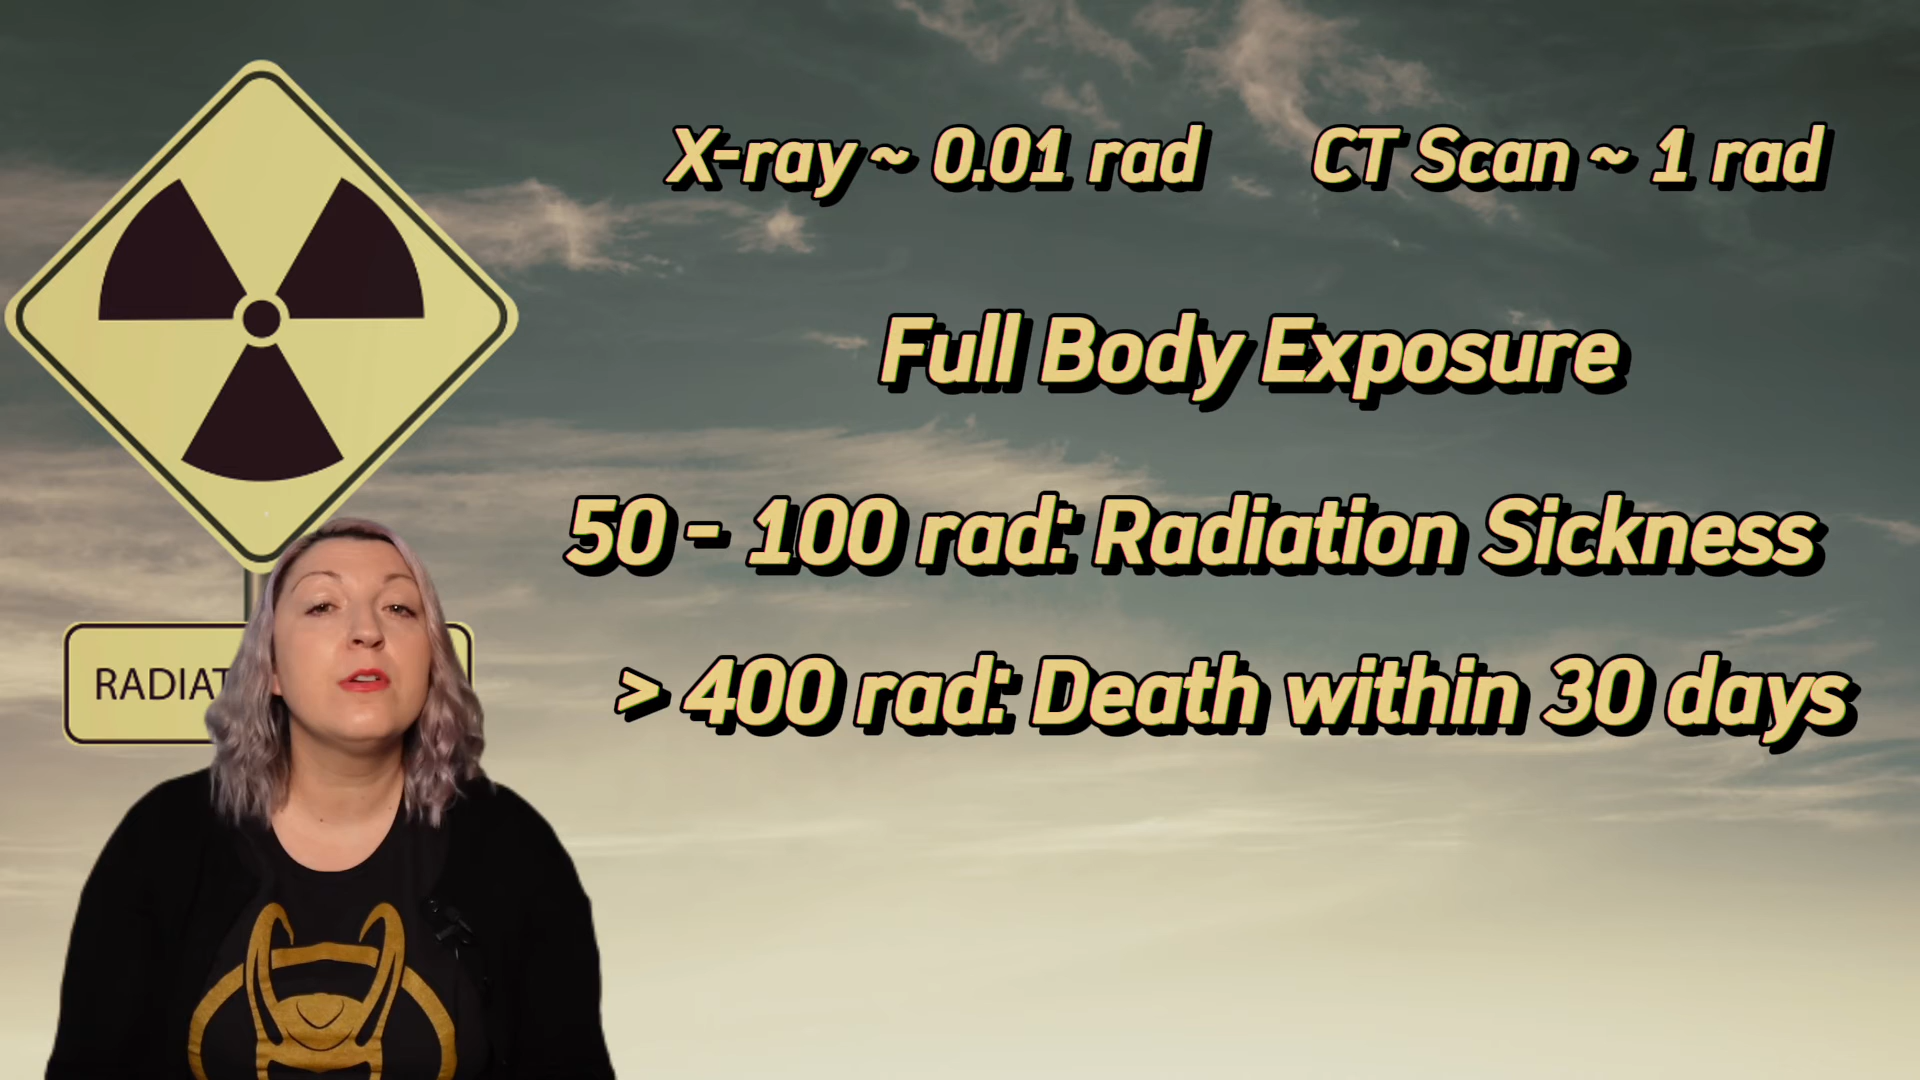 X-ray ~ 0.01 rad
CT Scan ~ 1 rad
Full Body Exposure
50 - 100 rad: Radiation Sickness
> 400 rad: Death within 30 days